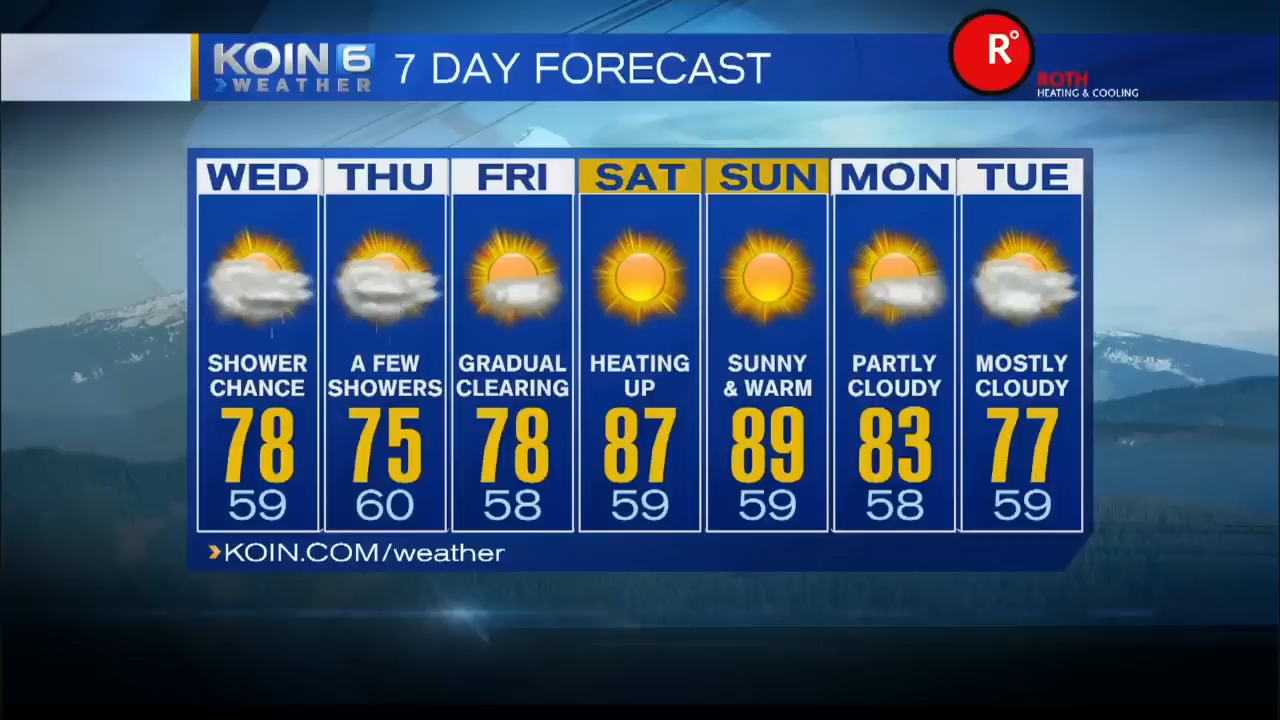 KOIN 6
WEATHER
7 DAY FORECAST
R°
ROTH
HEATING & COOLING
WED THU FRI SAT SUN MON TUE
SHOWER
CHANCE
78
59
A FEW
SHOWERS
75
60
GRADUAL
CLEARING
78
58
HEATING
UP
87
59
SUNNY
& WARM
89
59
PARTLY
CLOUDY
83
58
MOSTLY
CLOUDY
77
59
KOIN.COM/weather